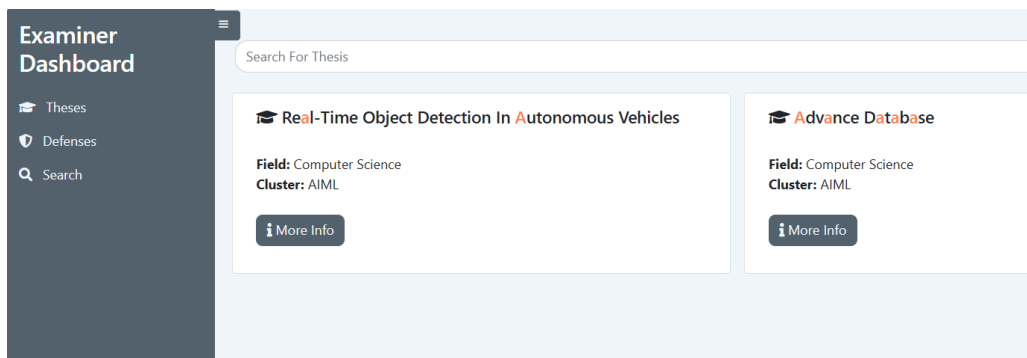 Examiner
Dashboard
Theses
Defenses
Search
Search For Thesis
Real-Time Object Detection In Autonomous Vehicles
Field: Computer Science
Cluster: AIML
More Info
Advance Database
Field: Computer Science
Cluster: AIML
More Info